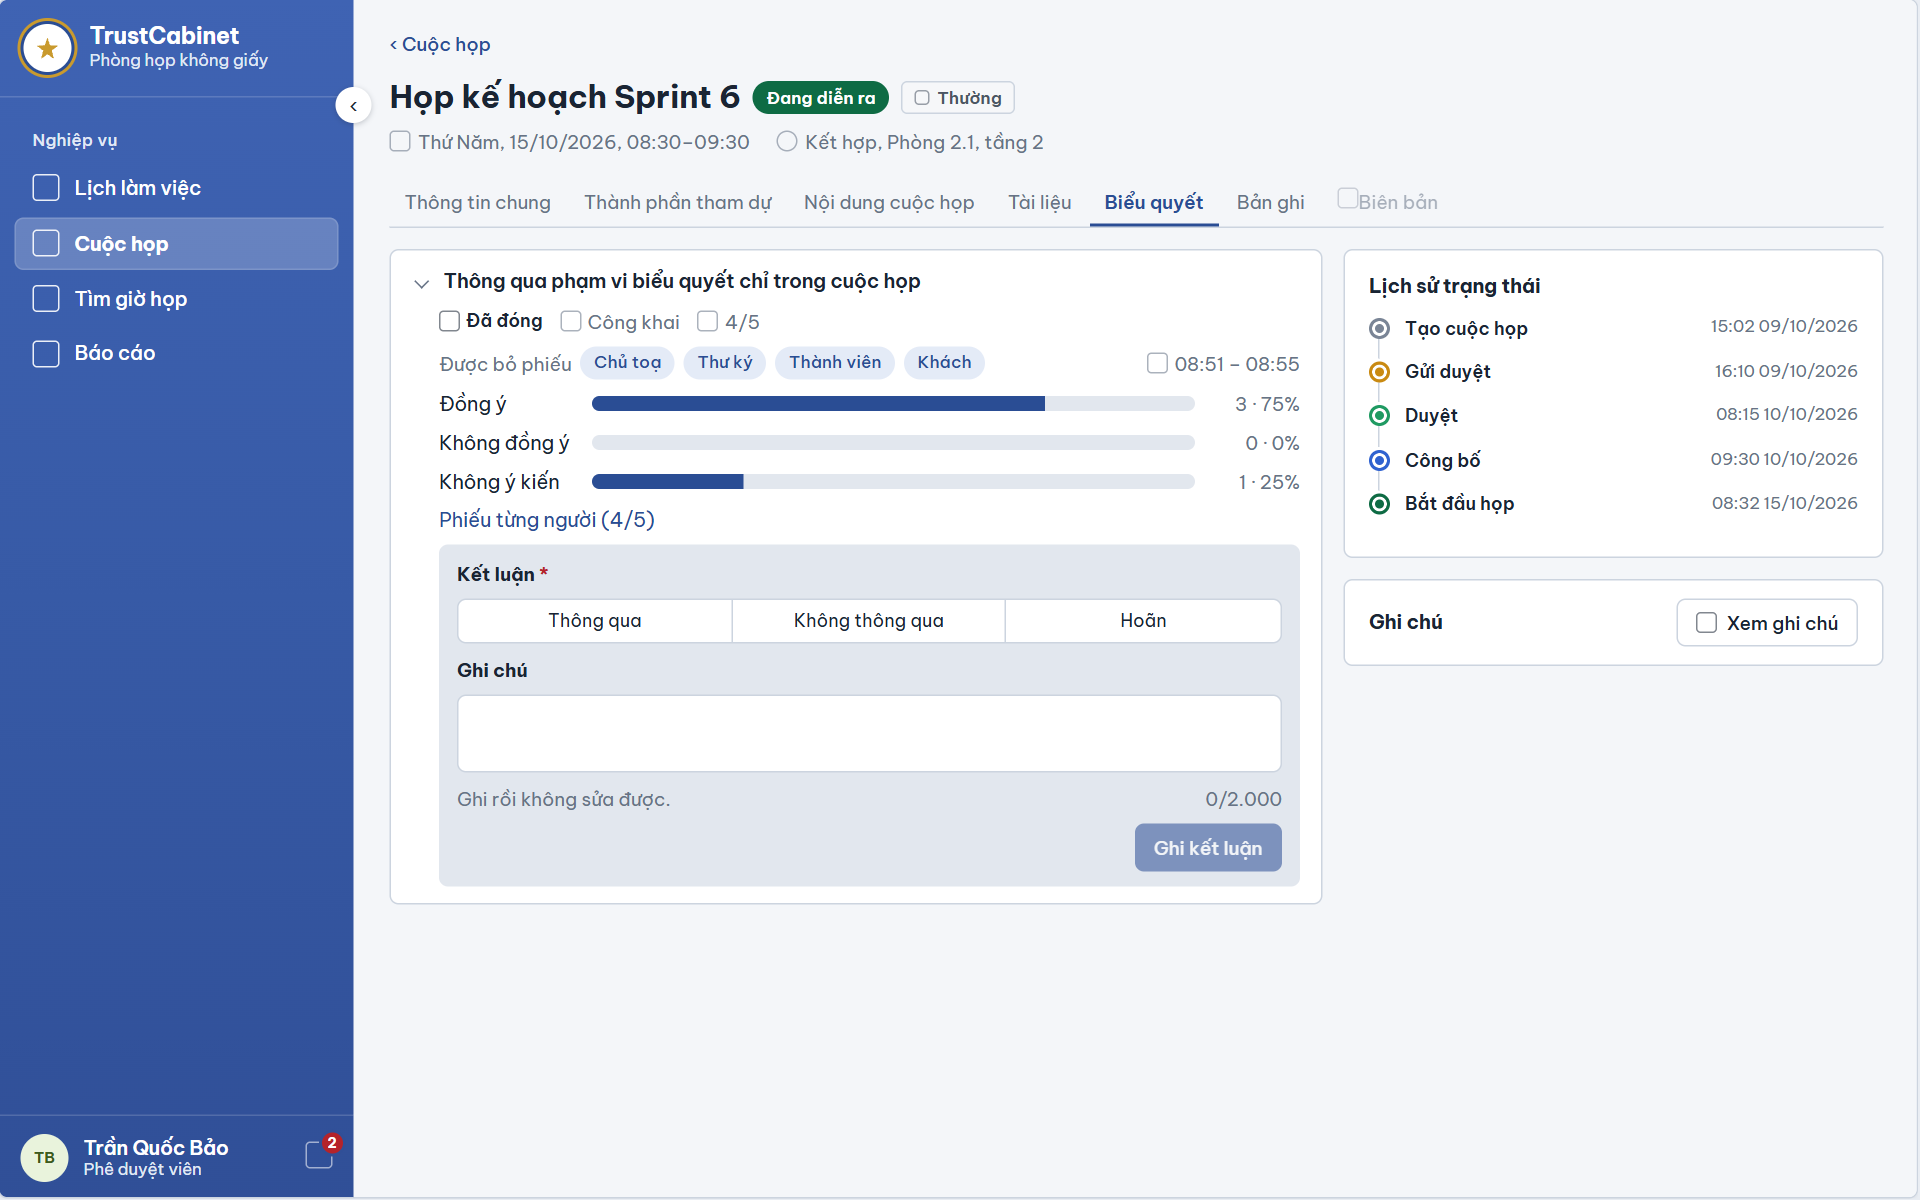 TrustCabinet
Phòng họp không giấy
Nghiệp vụ
Lịch làm việc
Cuộc họp
Tìm giờ họp
Báo cáo
TB
Trần Quốc Bảo
Phê duyệt viên
2
‹ Cuộc họp
Họp kế hoạch Sprint 6
Đang diễn ra
Thường
Thứ Năm, 15/10/2026, 08:30–09:30
Kết hợp, Phòng 2.1, tầng 2
Thông tin chung
Thành phần tham dự
Nội dung cuộc họp
Tài liệu
Biểu quyết
Bản ghi
Biên bản
Thông qua phạm vi biểu quyết chỉ trong cuộc họp
Đã đóng
Công khai
4/5
Được bỏ phiếu
Chủ toạ
Thư ký
Thành viên
Khách
08:51 – 08:55
Đồng ý
3 · 75%
Không đồng ý
0 · 0%
Không ý kiến
1 · 25%
Phiếu từng người (4/5)
Kết luận *
Thông qua
Không thông qua
Hoãn
Ghi chú
Ghi rồi không sửa được.
0/2.000
Ghi kết luận
Lịch sử trạng thái
Tạo cuộc họp
15:02 09/10/2026
Gửi duyệt
16:10 09/10/2026
Duyệt
08:15 10/10/2026
Công bố
09:30 10/10/2026
Bắt đầu họp
08:32 15/10/2026
Ghi chú
Xem ghi chú